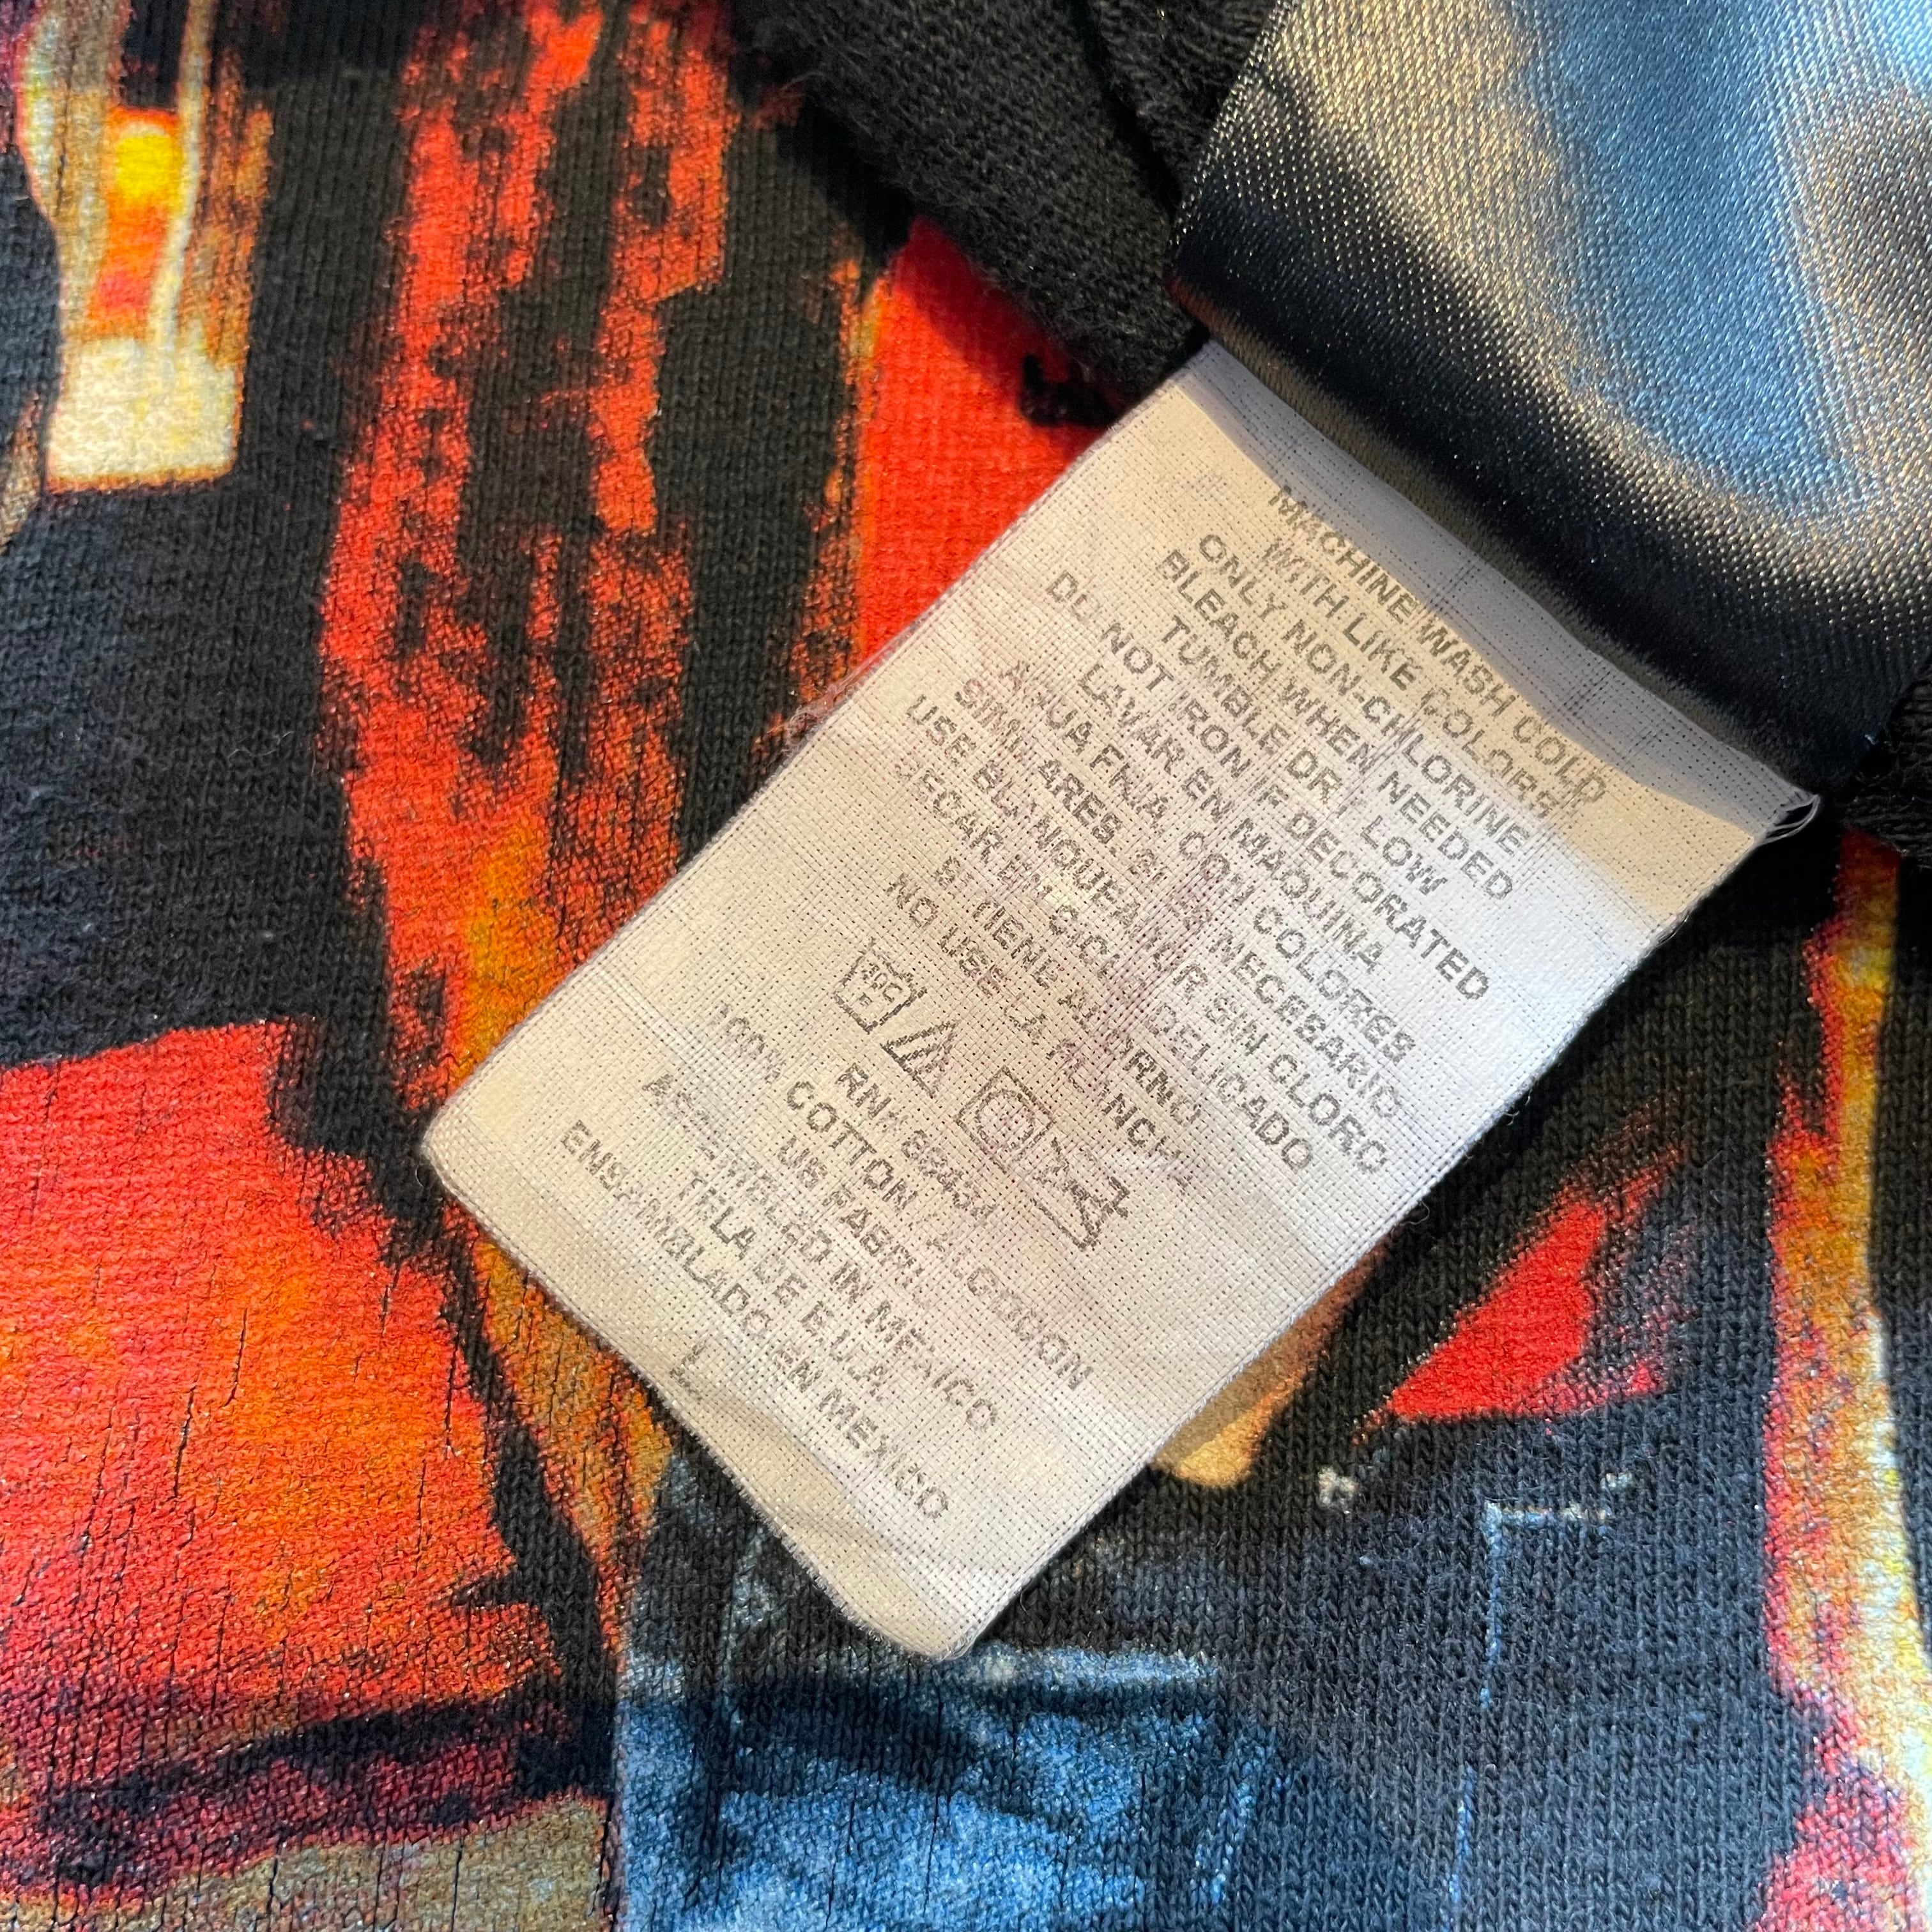 MACHINE WASH COLD
WITH LIKE COLORS
ONLY NON-CHLORINE
BLEACH WHEN NEEDED
TUMBLE DRY LOW
DO NOT IRON IF DECORATED
LAVAR EN MAQUINA
AGUA FRIA, CON COLORES
SIMILARES. SI ES NECESARIO
USE BLANQUEADOR SIN CLORO
SECAR EN CICLO DELICADO
SI TIENE ADORNO
NO USE LA PLANCHA
30C
RN#
100% COTTON / ALGODON
US FABRIC
ASSEMBLED IN MEXICO
TELA DE E.U.A.
ENSAMBLADO EN MEXICO
L